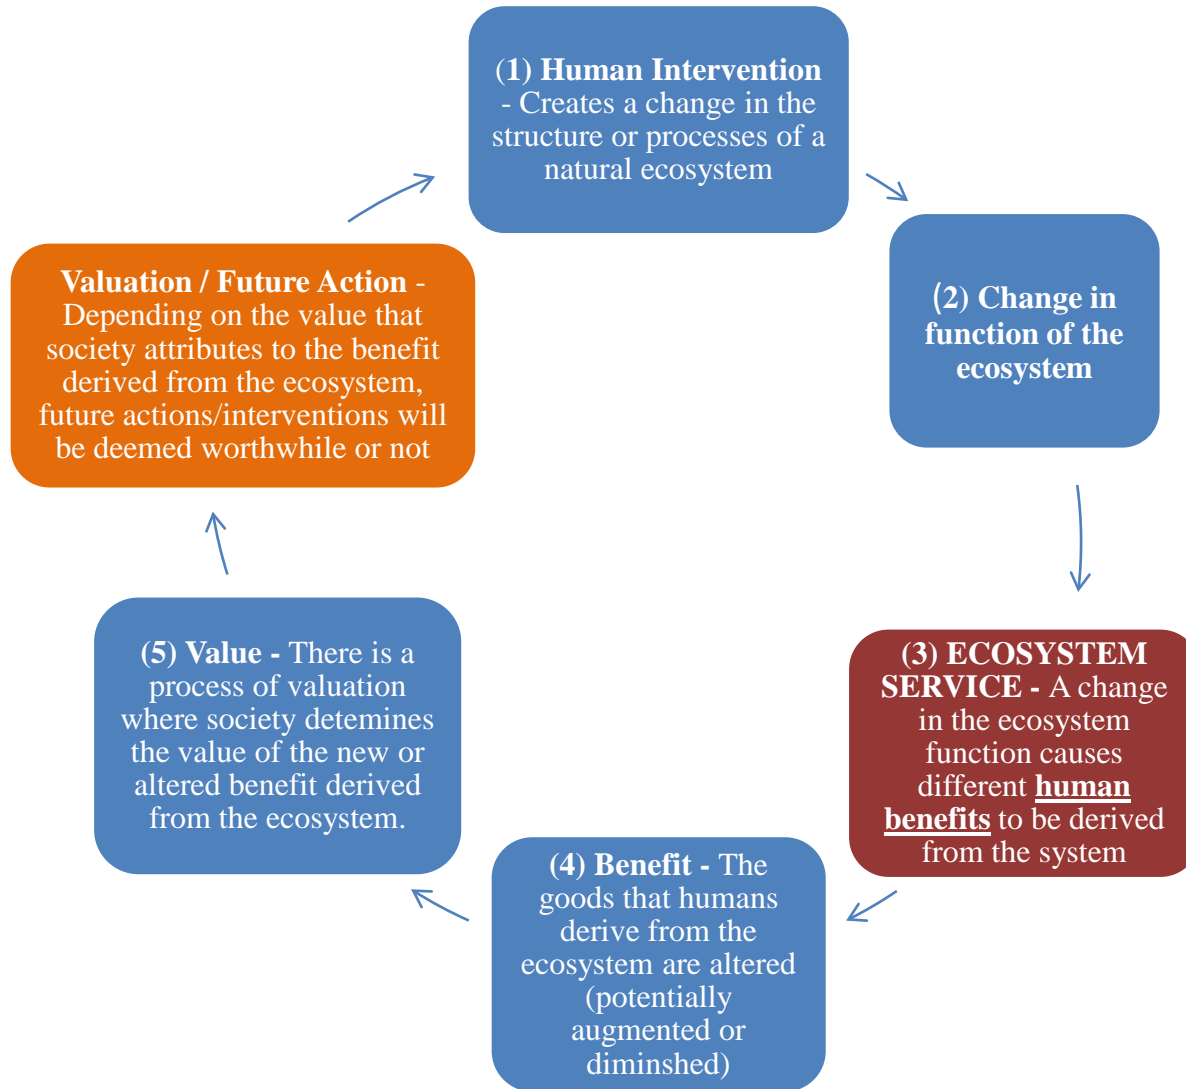 (1) Human Intervention
- Creates a change in the
structure or processes of a
natural ecosystem
(2) Change in
function of the
ecosystem
(3) ECOSYSTEM
SERVICE - A change
in the ecosystem
function causes
different human
benefits to be derived
from the system
(4) Benefit - The
goods that humans
derive from the
ecosystem are altered
(potentially
augmented or
diminshed)
(5) Value - There is a
process of valuation
where society detemines
the value of the new or
altered benefit derived
from the ecosystem.
Valuation / Future Action -
Depending on the value that
society attributes to the benefit
derived from the ecosystem,
future actions/interventions will
be deemed worthwhile or not